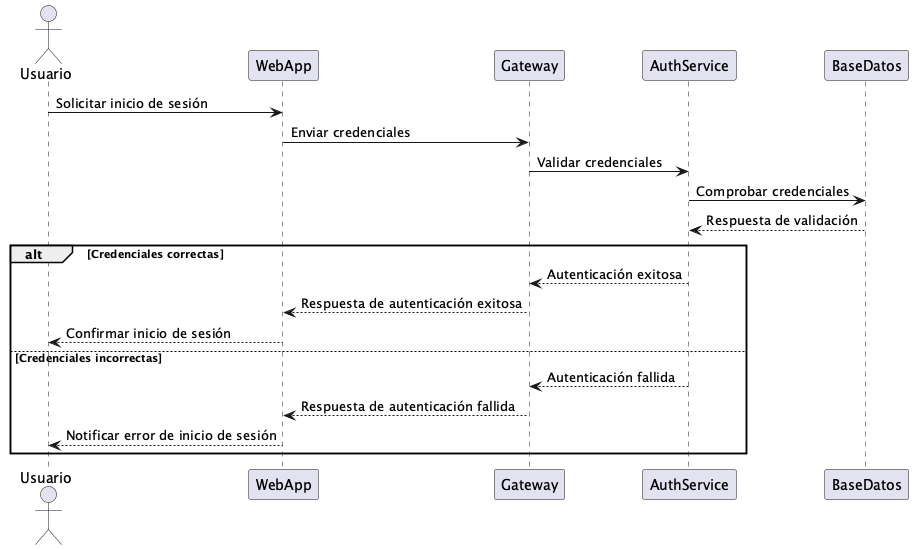 Usuario
WebApp
Gateway
AuthService
BaseDatos
Solicitar inicio de sesión
Enviar credenciales
Validar credenciales
Comprobar credenciales
Respuesta de validación
alt
[Credenciales correctas]
Autenticación exitosa
Respuesta de autenticación exitosa
Confirmar inicio de sesión
[Credenciales incorrectas]
Autenticación fallida
Respuesta de autenticación fallida
Notificar error de inicio de sesión
Usuario
WebApp
Gateway
AuthService
BaseDatos